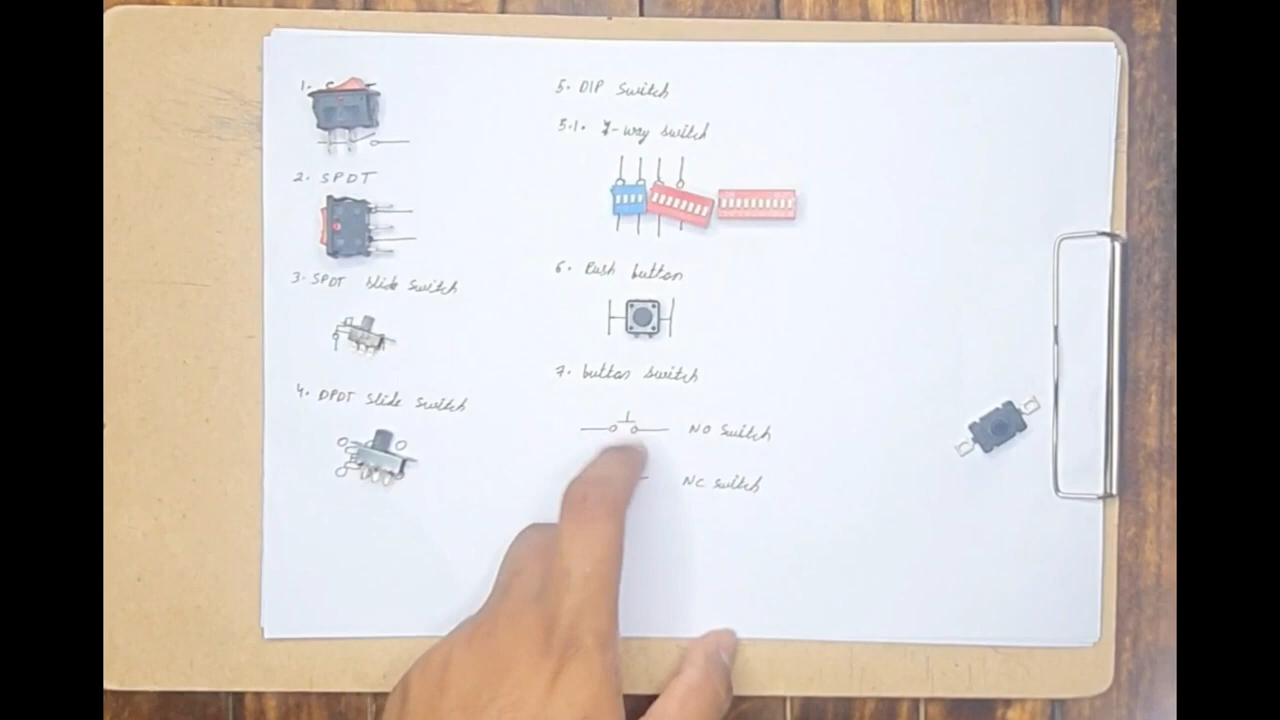 1.
2. SPDT
3. SPDT slide switch
4. DPDT slide switch
5. DIP switch
5.1. 7-way switch
6. Push button
7. button switch
NO switch
NC switch